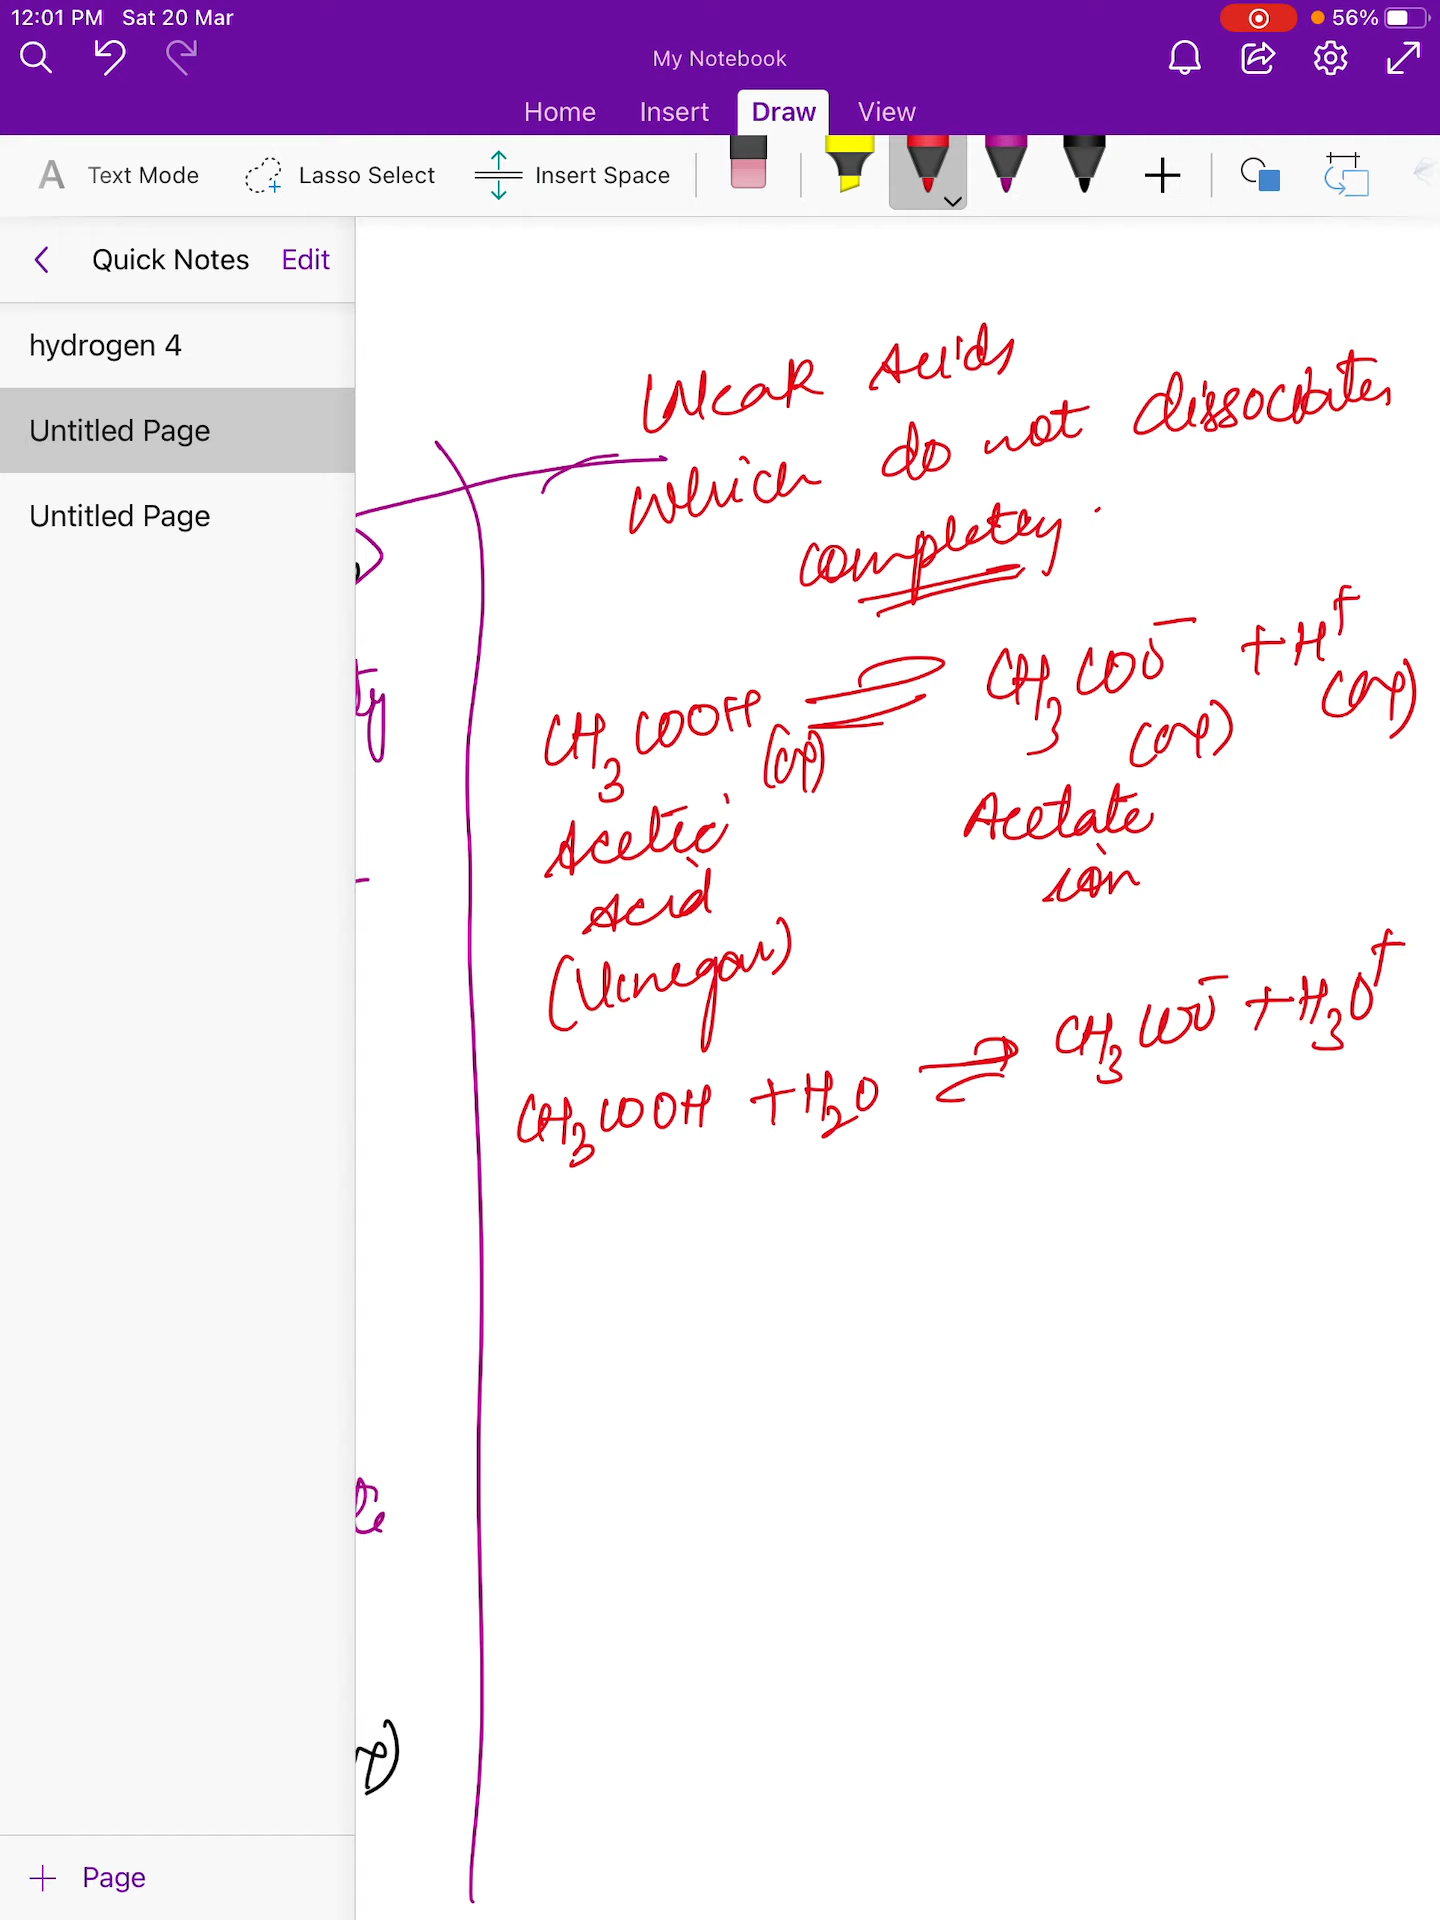 12:01 PM Sat 20 Mar
56%
My Notebook
Home Insert Draw View
A Text Mode Lasso Select Insert Space
Quick Notes Edit
hydrogen 4
Untitled Page
Untitled Page
Page
Weak Acids
which do not dissociates
completey.
CH₃COOH (aq) ⇌ CH₃COO⁻ (aq) + H⁺ (aq)
Acetic Acetate
Acid ion
(Vinegar)
CH₃COOH + H₂O ⇌ CH₃COO⁻ + H₃O⁺
ty